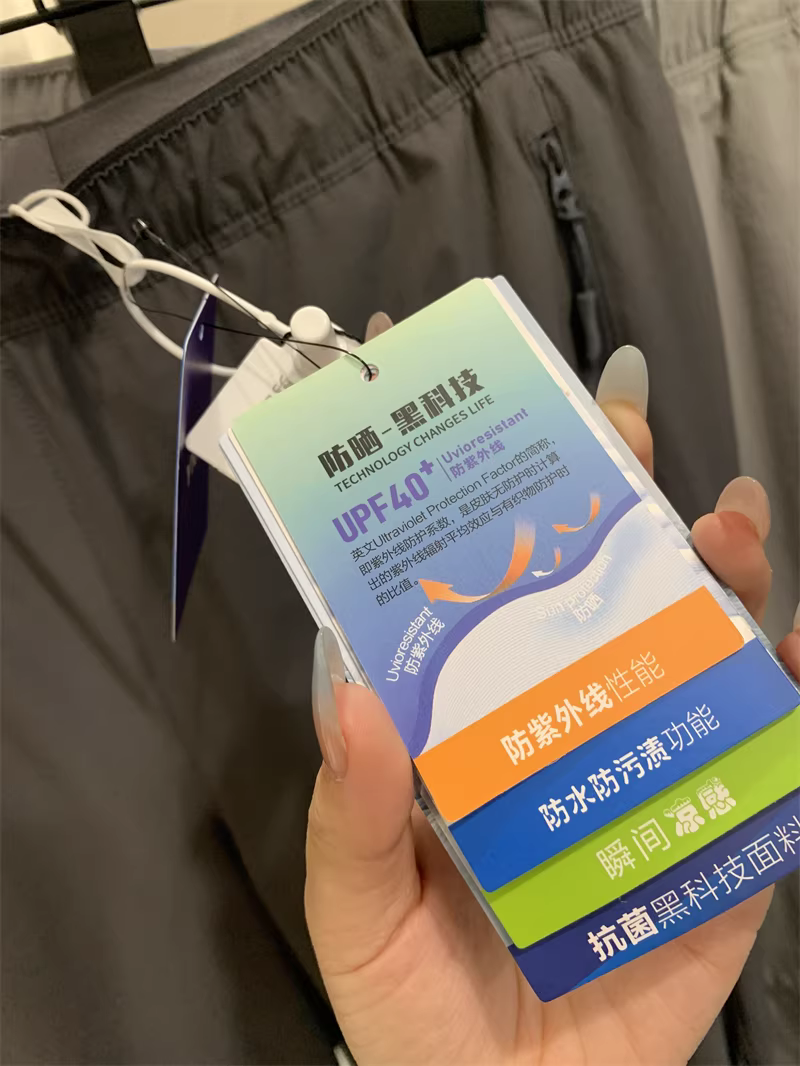 防晒-黑科技
TECHNOLOGY CHANGES LIFE
UPF40+ Uvioresistant
防紫外线
英文Ultraviolet Protection Factor的简称，
即紫外线防护系数，是皮肤无防护时计算
出的紫外线辐射平均效应与有织物防护时
的比值。
Uvioresistant
防紫外线
Sun Protection
防晒
防紫外线性能
防水防污渍功能
瞬间凉感
抗菌黑科技面料